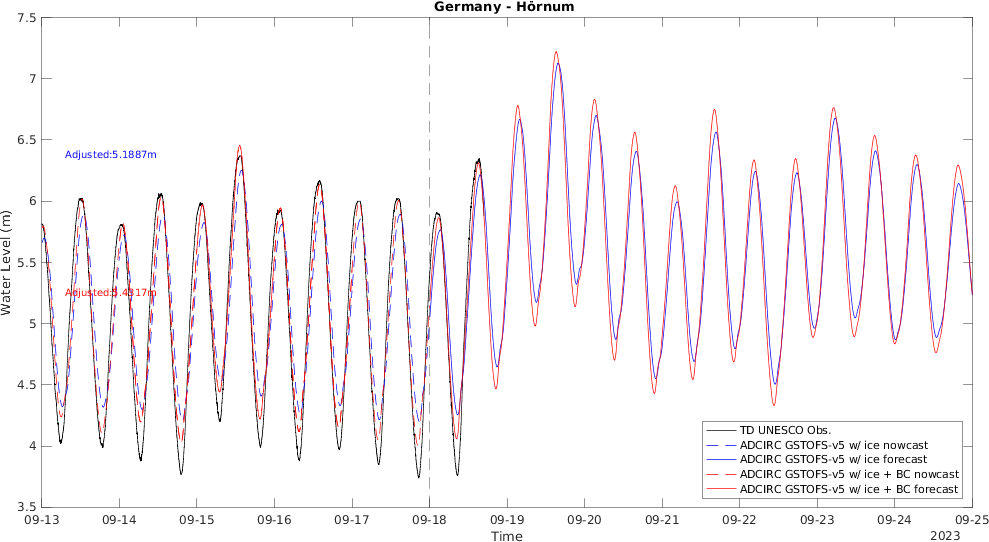 Germany - Hörnum
7.5
7
6.5
6
5.5
5
4.5
4
3.5
Water Level (m)
Adjusted:5.1887m
Adjusted:5.4317m
TD UNESCO Obs.
ADCIRC GSTOFS-v5 w/ ice nowcast
ADCIRC GSTOFS-v5 w/ ice forecast
ADCIRC GSTOFS-v5 w/ ice + BC nowcast
ADCIRC GSTOFS-v5 w/ ice + BC forecast
09-13 09-14 09-15 09-16 09-17 09-18 09-19 09-20 09-21 09-22 09-23 09-24 09-25
Time
2023